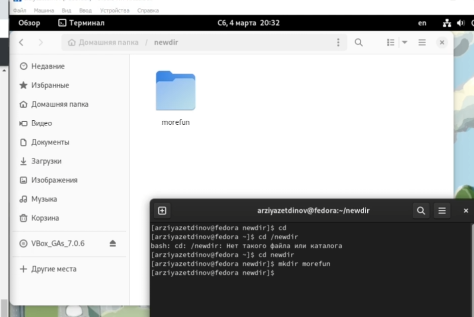 Файл Машина Вид Ввод Устройства Справка
Обзор Терминал Сб, 4 марта 20:32 en
Домашняя папка / newdir
Недавние
Избранные
Домашняя папка
Видео
Документы
Загрузки
Изображения
Музыка
Корзина
VBox_GAs_7.0.6
+ Другие места
morefun
arziyazetdinov@fedora:~/newdir
[arziyazetdinov@fedora newdir]$ cd
[arziyazetdinov@fedora ~]$ cd /newdir
bash: cd: /newdir: Нет такого файла или каталога
[arziyazetdinov@fedora ~]$ cd newdir
[arziyazetdinov@fedora newdir]$ mkdir morefun
[arziyazetdinov@fedora newdir]$